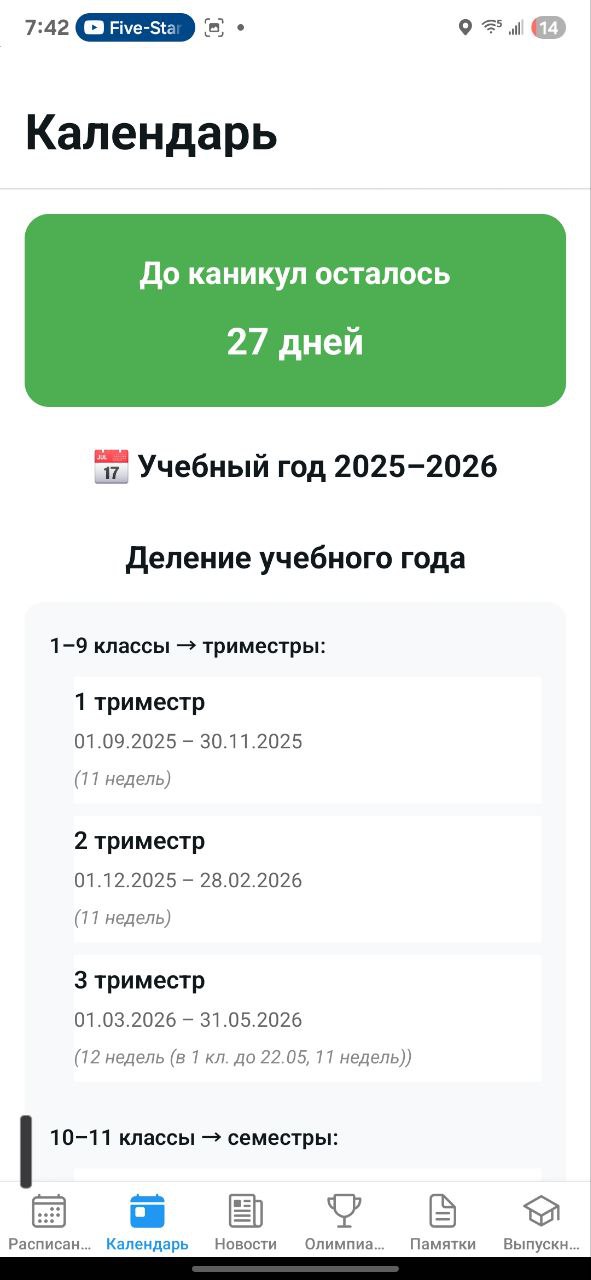 7:42 Five-Star 14
Календарь
До каникул осталось
27 дней
JUL 17 Учебный год 2025–2026
Деление учебного года
1–9 классы → триместры:
1 триместр
01.09.2025 – 30.11.2025
(11 недель)
2 триместр
01.12.2025 – 28.02.2026
(11 недель)
3 триместр
01.03.2026 – 31.05.2026
(12 недель (в 1 кл. до 22.05, 11 недель))
10–11 классы → семестры:
Расписан... Календарь Новости Олимпиа... Памятки Выпускн...